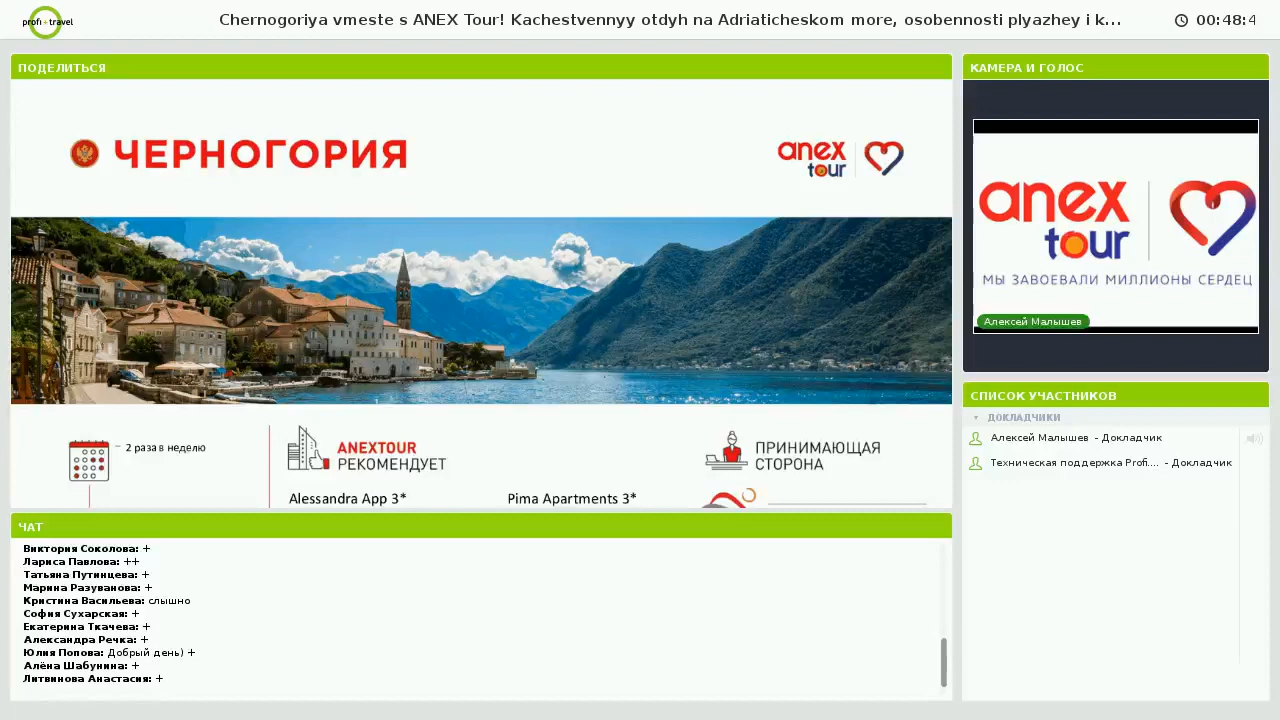 profi travel
Chernogoriya vmeste s ANEX Tour! Kachestvennyy otdyh na Adriaticheskom more, osobennosti plyazhey i k...
00:48:4
ПОДЕЛИТЬСЯ
ЧЕРНОГОРИЯ
anex tour
2 раза в неделю
ANEXTOUR
РЕКОМЕНДУЕТ
Alessandra App 3*
Pima Apartments 3*
ПРИНИМАЮЩАЯ
СТОРОНА
КАМЕРА И ГОЛОС
anex
tour
МЫ ЗАВОЕВАЛИ МИЛЛИОНЫ СЕРДЕЦ
Алексей Малышев
СПИСОК УЧАСТНИКОВ
ДОКЛАДЧИКИ
Алексей Малышев - Докладчик
Техническая поддержка Profi.... - Докладчик
ЧАТ
Виктория Соколова: +
Лариса Павлова: ++
Татьяна Путинцева: +
Марина Разуванова: +
Кристина Васильева: слышно
София Сухарская: +
Екатерина Ткачева: +
Александра Речка: +
Юлия Попова: Добрый день) +
Алёна Шабунина: +
Литвинова Анастасия: +